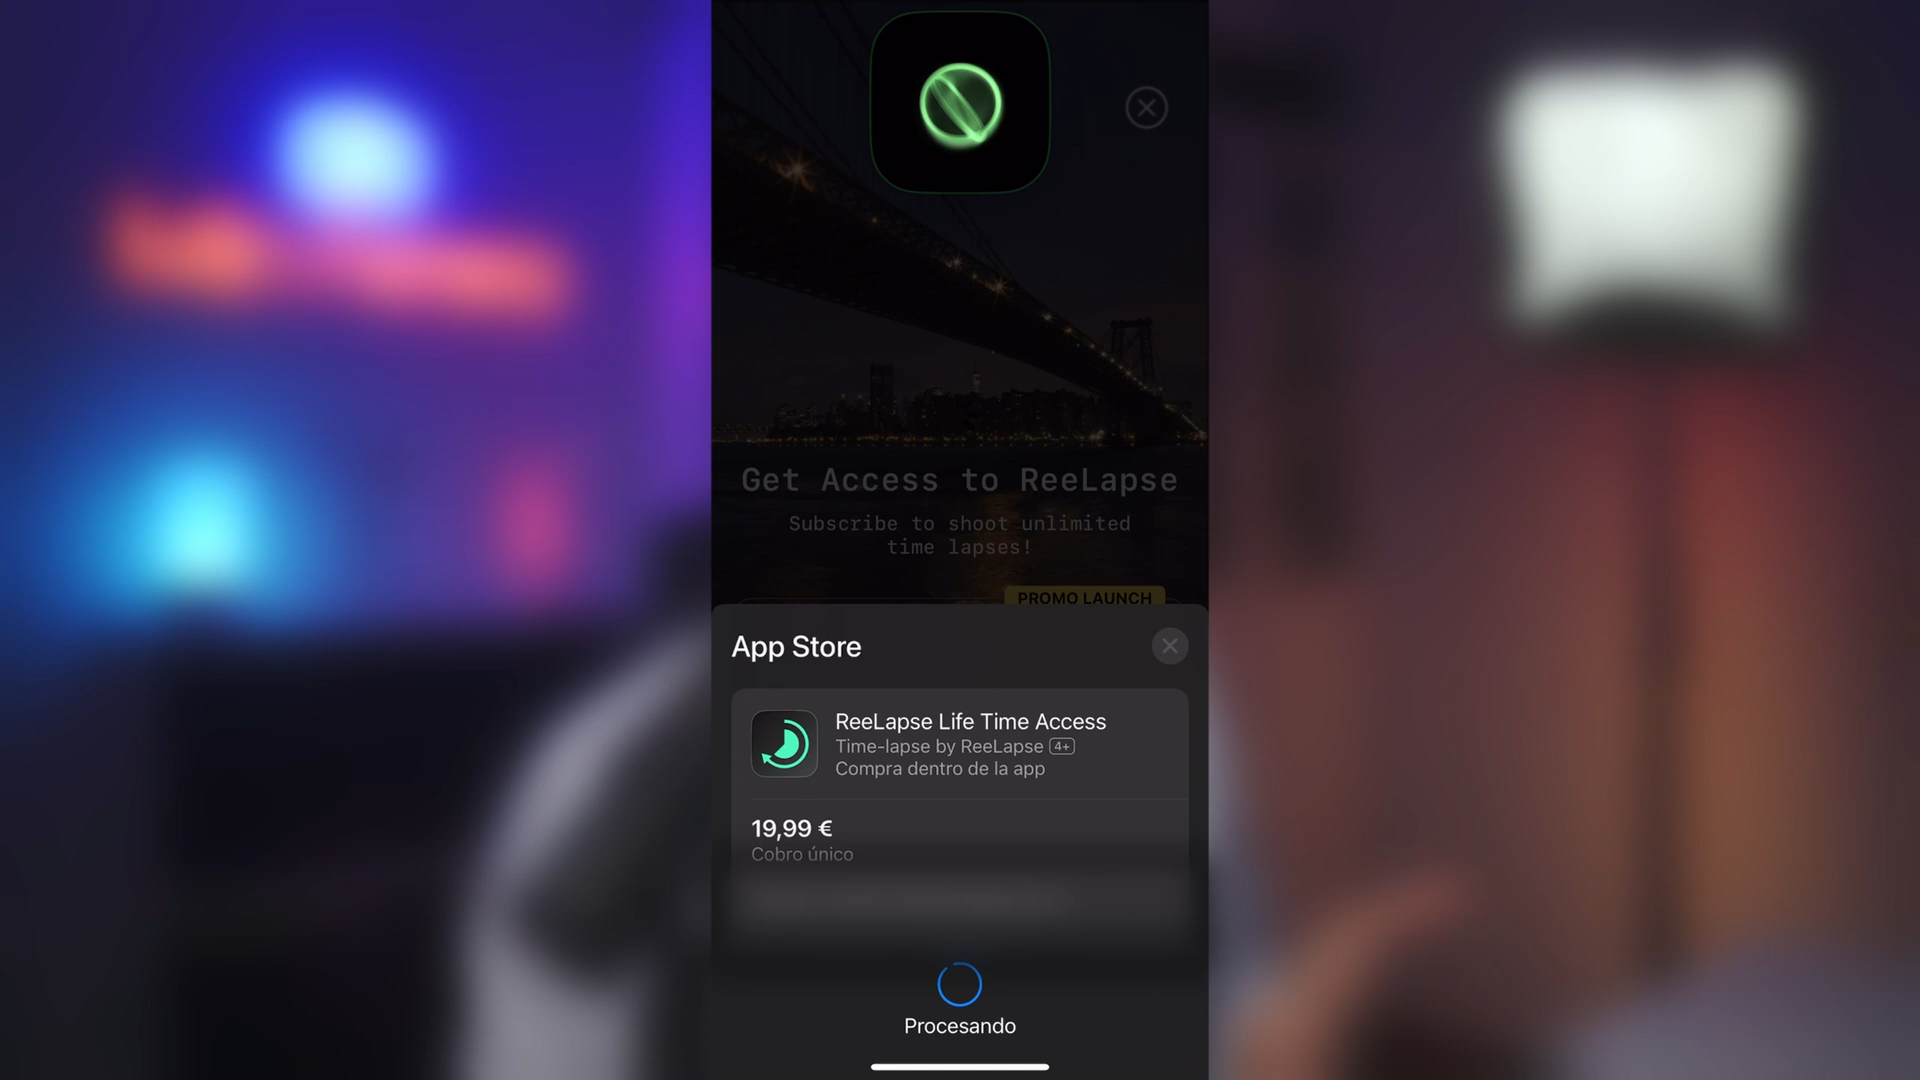 Get Access to ReeLapse
Subscribe to shoot unlimited
time lapses!
PROMO LAUNCH
App Store
ReeLapse Life Time Access
Time-lapse by ReeLapse 4+
Compra dentro de la app
19,99 €
Cobro único
Procesando